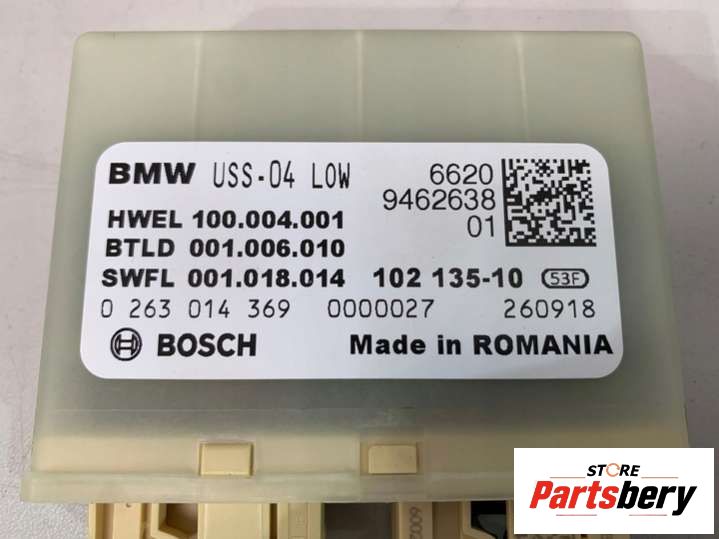 BMW USS-04 LOW
6620
9462638
01
HWEL 100.004.001
BTLD 001.006.010
SWFL 001.018.014 102 135-10 53F
0 263 014 369 0000027 260918
BOSCH Made in ROMANIA
STORE
Partsbery